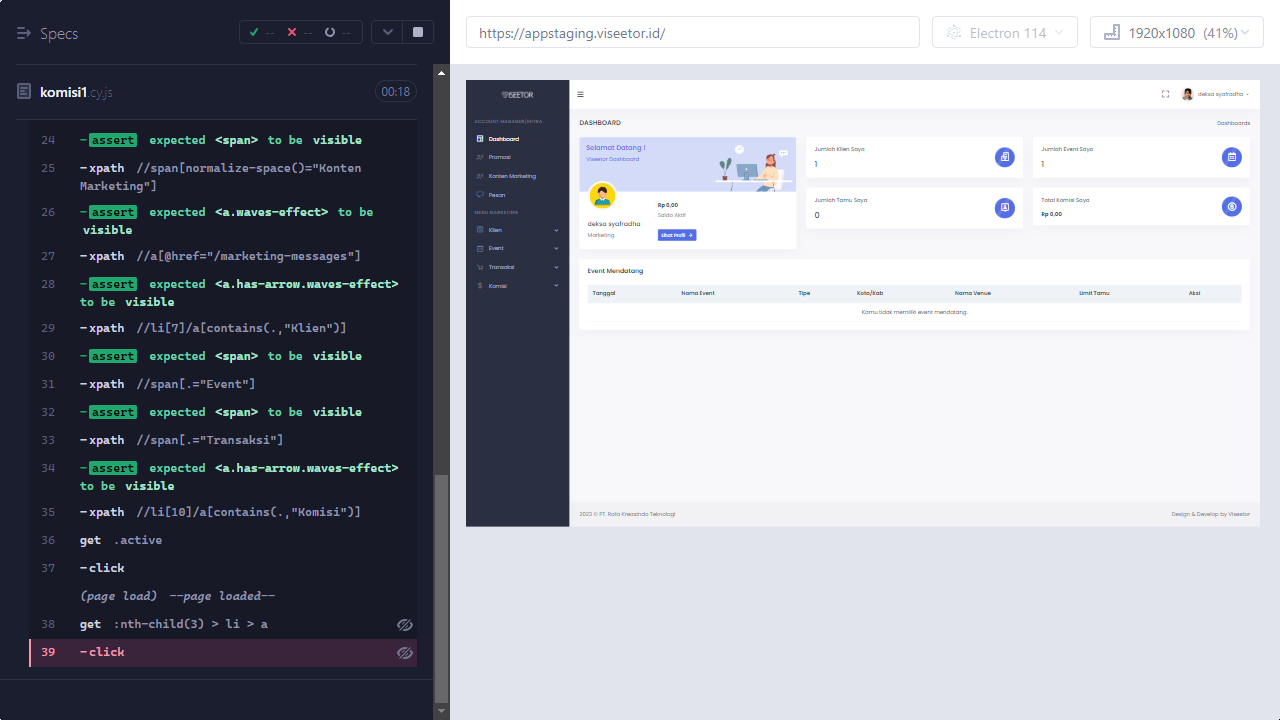 Specs
--
--
--
komisi1.cy.js
00:18
24 -assert expected <span> to be visible
25 -xpath //span[normalize-space()="Konten Marketing"]
26 -assert expected <a.waves-effect> to be visible
27 -xpath //a[@href="/marketing-messages"]
28 -assert expected <a.has-arrow.waves-effect> to be visible
29 -xpath //li[7]/a[contains(.,"Klien")]
30 -assert expected <span> to be visible
31 -xpath //span[.="Event"]
32 -assert expected <span> to be visible
33 -xpath //span[.="Transaksi"]
34 -assert expected <a.has-arrow.waves-effect> to be visible
35 -xpath //li[10]/a[contains(.,"Komisi")]
36 get .active
37 -click
(page load) --page loaded--
38 get :nth-child(3) > li > a
39 -click
https://appstaging.viseetor.id/
Electron 114
1920x1080 (41%)
VISEETOR
deksa syafradha
ACCOUNT MANAGER/MITRA
Dashboard
Promosi
Konten Marketing
Pesan
MENU MARKETING
Klien
Event
Transaksi
Komisi
DASHBOARD
Dashboards
Selamat Datang !
Viseetor Dashboard
deksa syafradha
Marketing
Rp 0,00
Saldo Aktif
Lihat Profil →
Jumlah Klien Saya
1
Jumlah Event Saya
1
Jumlah Tamu Saya
0
Total Komisi Saya
Rp 0,00
Event Mendatang
Tanggal Nama Event Tipe Kota/Kab Nama Venue Limit Tamu Aksi
Kamu tidak memiliki event mendatang.
2023 © PT. Rata Kreasindo Teknologi
Design & Develop by Viseetor